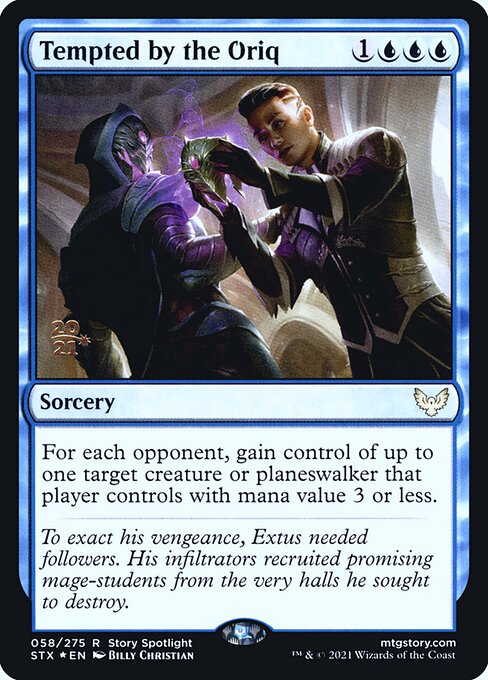 Tempted by the Oriq
1
20
21
Sorcery
For each opponent, gain control of up to
one target creature or planeswalker that
player controls with mana value 3 or less.
To exact his vengeance, Extus needed
followers. His infiltrators recruited promising
mage-students from the very halls he sought
to destroy.
058/275 R Story Spotlight mtgstory.com
STX ★ EN Billy Christian ™ & © 2021 Wizards of the Coast